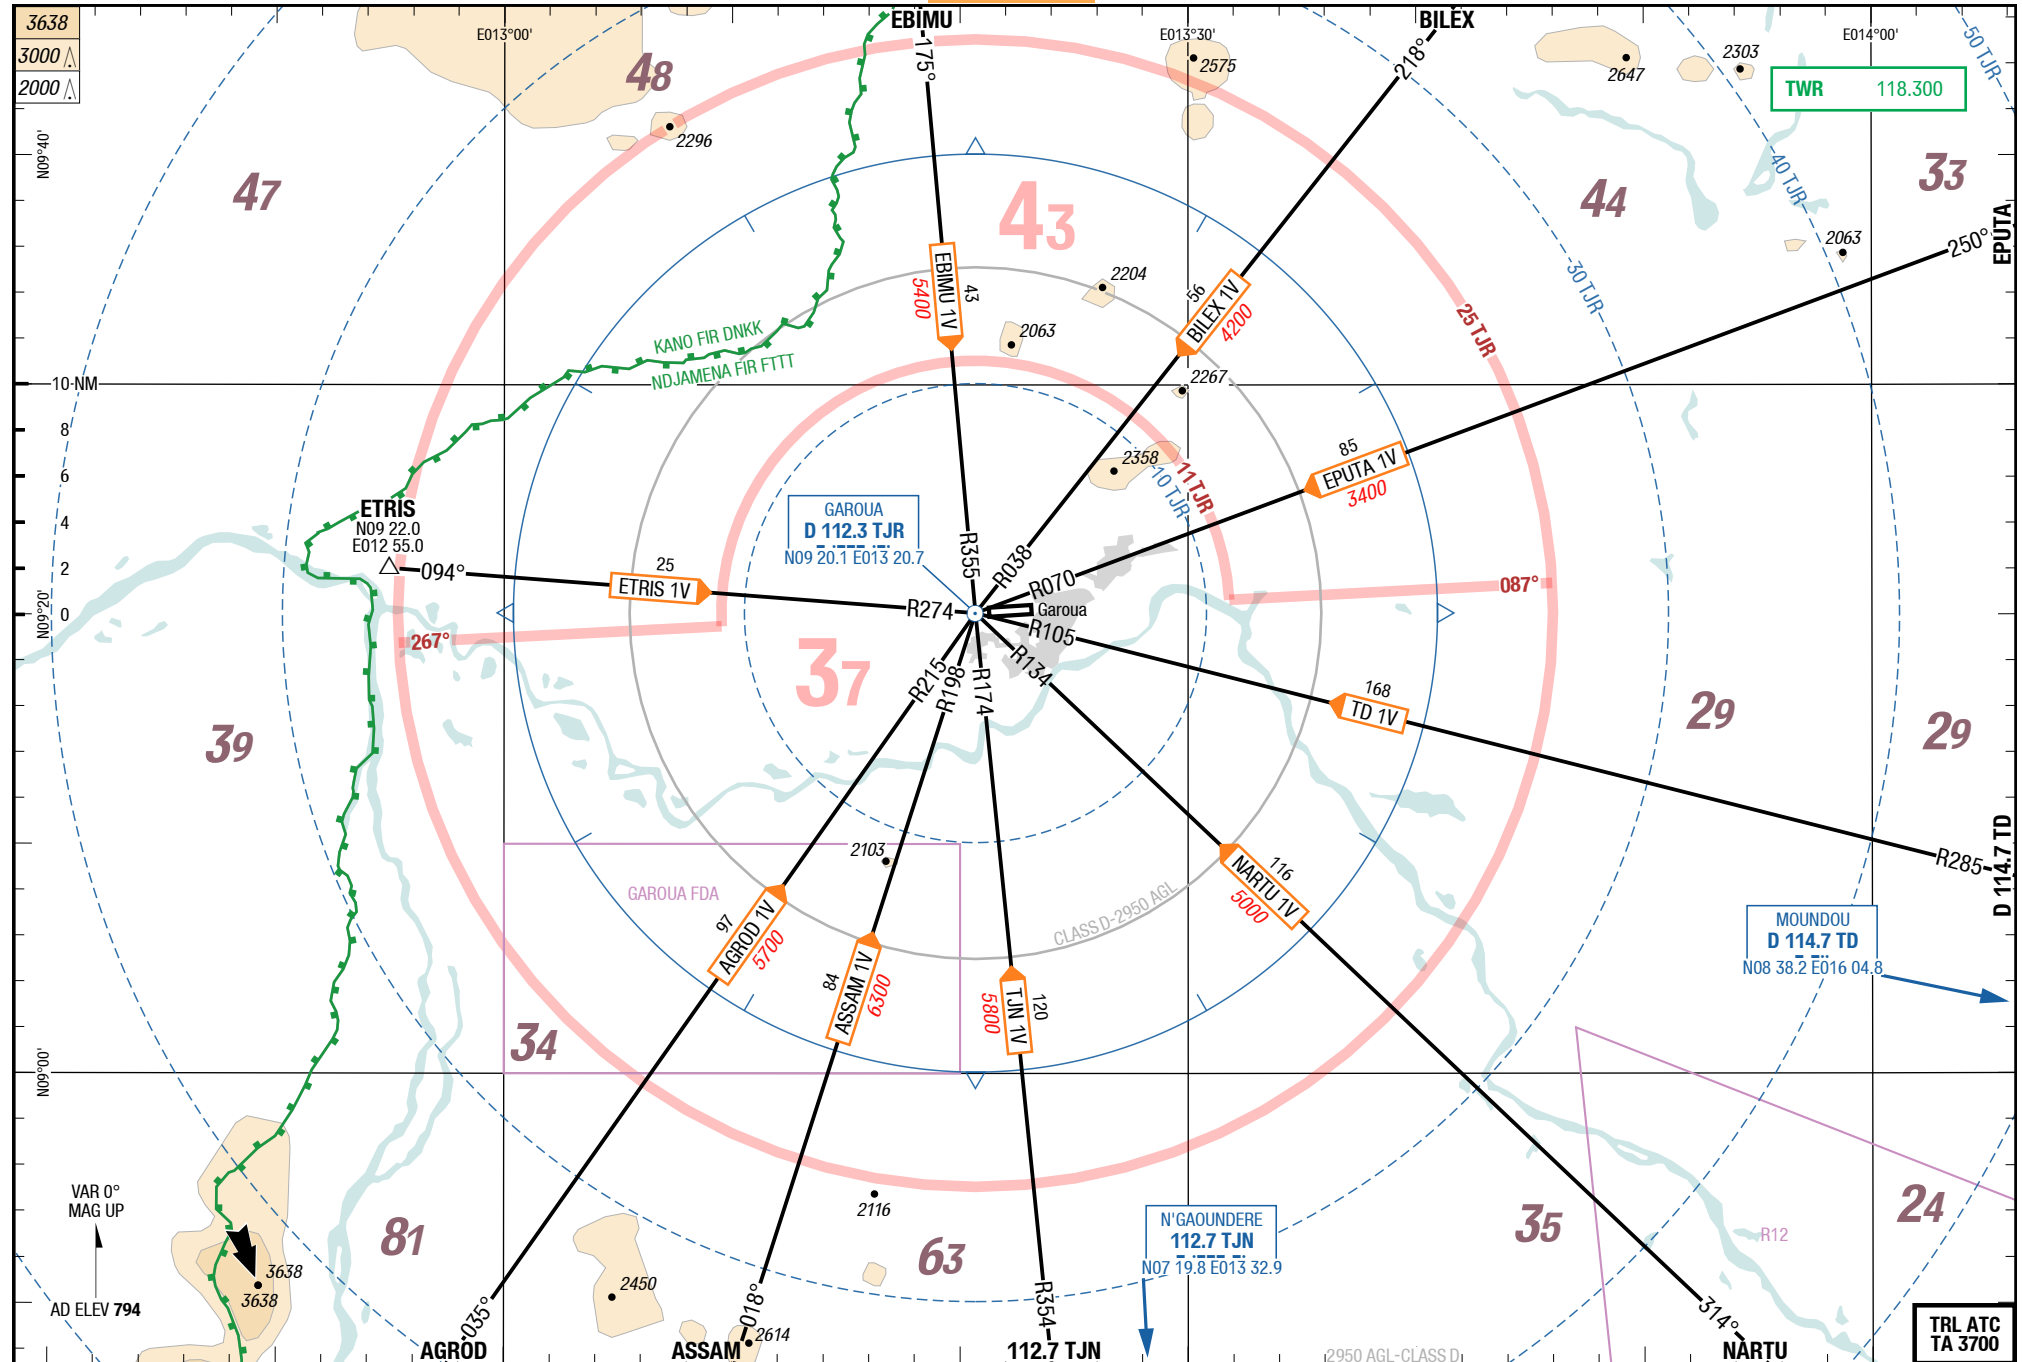 3638
3000
2000
EBIMU
BILEX
E013°00'
E013°30'
E014°00'
50 TJR
TWR 118.300
175°
218°
48
2575
2647
2303
2296
N09°40'
47
43
44
40 TJR
33
2063
250°
EPUTA
EBIMU 1V
43
5400
2204
56
BILEX 1V
4200
30 TJR
25 TJR
2063
KANO FIR DNKK
NDJAMENA FIR FTTT
10 NM
2267
8
6
4
2
0
85
EPUTA 1V
3400
2358
11TJR
10 TJR
ETRIS
N09 22.0
E012 55.0
GAROUA
D 112.3 TJR
N09 20.1 E013 20.7
R355
R038
R070
094°
25
ETRIS 1V
R274
Garoua
087°
N09°20'
267°
R105
R134
R215
R198
R174
37
39
168
TD 1V
29
29
2103
GAROUA FDA
CLASS D-2950 AGL
116
NARTU 1V
5000
R285
D 114.7 TD
MOUNDOU
D 114.7 TD
N08 38.2 E016 04.8
97
AGROD 1V
5700
84
ASSAM 1V
6300
TJN 1V
120
5800
34
N09°00'
VAR 0°
MAG UP
AD ELEV 794
3638
3638
81
2116
63
2450
2614
N'GAOUNDERE
112.7 TJN
N07 19.8 E013 32.9
35
24
R12
035°
018°
R354
314°
AGROD
ASSAM
112.7 TJN
2950 AGL-CLASS D
NARTU
TRL ATC
TA 3700